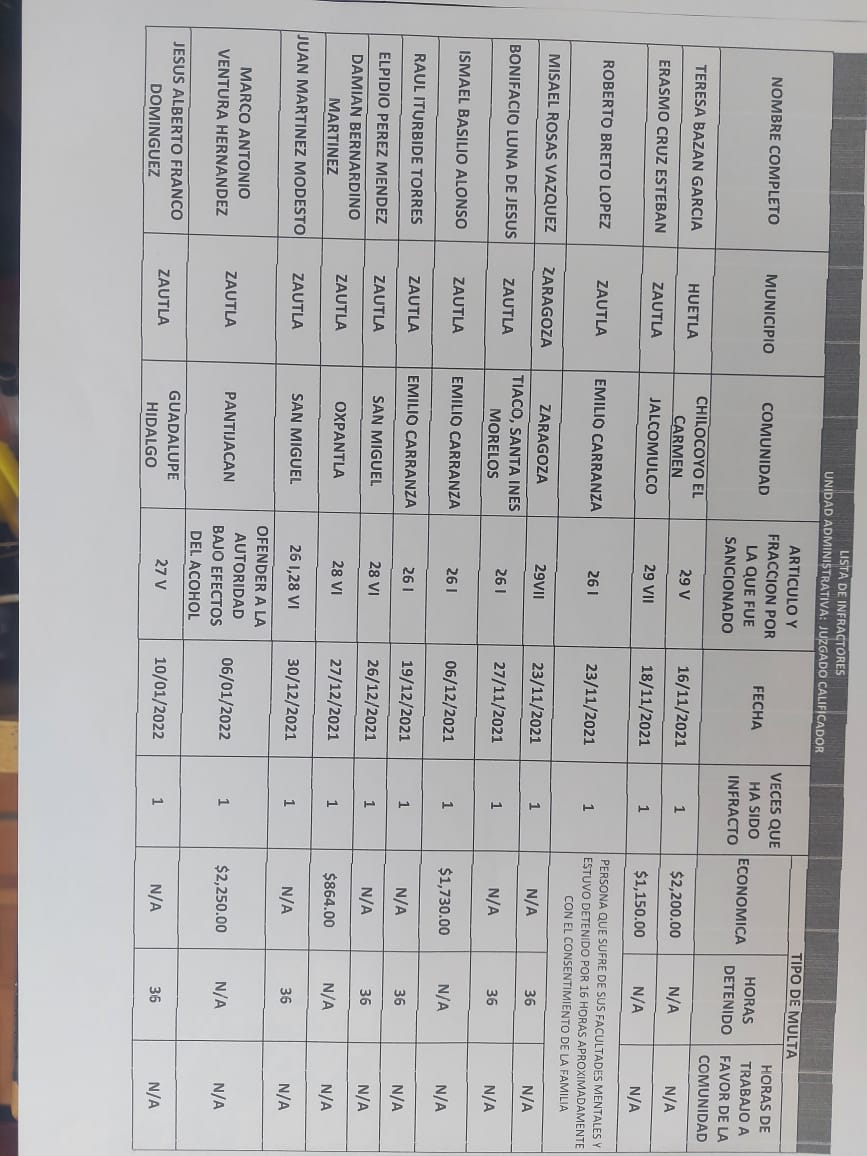 LISTA DE INFRACTORES
UNIDAD ADMINISTRATIVA: JUZGADO CALIFICADOR
NOMBRE COMPLETO MUNICIPIO COMUNIDAD ARTICULO Y FRACCION POR LA QUE FUE SANCIONADO FECHA VECES QUE HA SIDO INFRACTO TIPO DE MULTA
ECONOMICA HORAS DETENIDO HORAS DE TRABAJO A FAVOR DE LA COMUNIDAD
TERESA BAZAN GARCIA HUETLA CHILOCOYO EL CARMEN 29 V 16/11/2021 1 $2,200.00 N/A N/A
ERASMO CRUZ ESTEBAN ZAUTLA JALCOMULCO 29 VII 18/11/2021 1 $1,150.00 N/A N/A
ROBERTO BRETO LOPEZ ZAUTLA EMILIO CARRANZA 26 I 23/11/2021 1 PERSONA QUE SUFRE DE SUS FACULTADES MENTALES Y ESTUVO DETENIDO POR 16 HORAS APROXIMADAMENTE CON EL CONSENTIMIENTO DE LA FAMILIA
MISAEL ROSAS VAZQUEZ ZARAGOZA ZARAGOZA 29VII 23/11/2021 1 N/A 36 N/A
BONIFACIO LUNA DE JESUS ZAUTLA TIACO, SANTA INES MORELOS 26 I 27/11/2021 1 N/A 36 N/A
ISMAEL BASILIO ALONSO ZAUTLA EMILIO CARRANZA 26 I 06/12/2021 1 $1,730.00 N/A N/A
RAUL ITURBIDE TORRES ZAUTLA EMILIO CARRANZA 26 I 19/12/2021 1 N/A 36 N/A
ELPIDIO PEREZ MENDEZ ZAUTLA SAN MIGUEL 28 VI 26/12/2021 1 N/A 36 N/A
DAMIAN BERNARDINO MARTINEZ ZAUTLA OXPANTLA 28 VI 27/12/2021 1 $864.00 N/A N/A
JUAN MARTINEZ MODESTO ZAUTLA SAN MIGUEL 26 I,28 VI 30/12/2021 1 N/A 36 N/A
MARCO ANTONIO VENTURA HERNANDEZ ZAUTLA PANTIJACAN OFENDER A LA AUTORIDAD BAJO EFECTOS DEL ACOHOL 06/01/2022 1 $2,250.00 N/A N/A
JESUS ALBERTO FRANCO DOMINGUEZ ZAUTLA GUADALUPE HIDALGO 27 V 10/01/2022 1 N/A 36 N/A